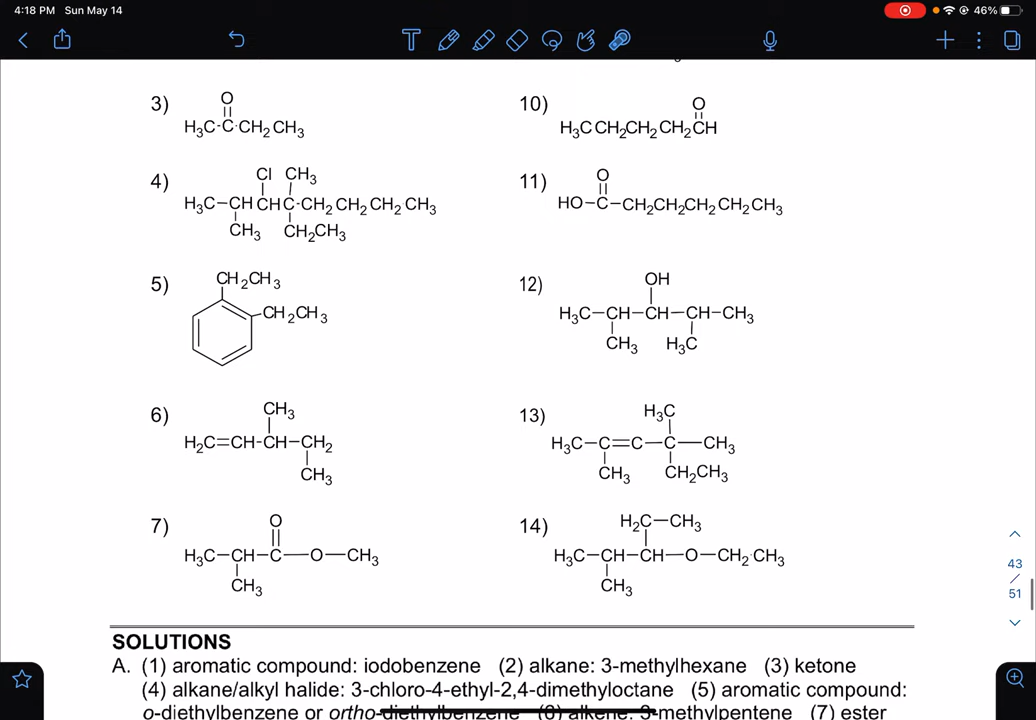 4:18 PM Sun May 14
46%
3)
O
H₃C-C-CH₂CH₃
10)
O
H₃CCH₂CH₂CH₂CH
4)
Cl CH₃
H₃C-CHCHC-CH₂CH₂CH₂CH₃
CH₃ CH₂CH₃
11)
O
HO-C-CH₂CH₂CH₂CH₂CH₃
5)
CH₂CH₃
CH₂CH₃
12)
OH
H₃C-CH-CH-CH-CH₃
CH₃ H₃C
6)
CH₃
H₂C=CH-CH-CH₂
CH₃
13)
H₃C
H₃C-C=C-C-CH₃
CH₃ CH₂CH₃
7)
O
H₃C-CH-C-O-CH₃
CH₃
14)
H₂C-CH₃
H₃C-CH-CH-O-CH₂CH₃
CH₃
43
/
51
SOLUTIONS
A. (1) aromatic compound: iodobenzene (2) alkane: 3-methylhexane (3) ketone
(4) alkane/alkyl halide: 3-chloro-4-ethyl-2,4-dimethyloctane (5) aromatic compound:
o-diethylbenzene or ortho-diethylbenzene (6) alkene: 3-methylpentene (7) ester